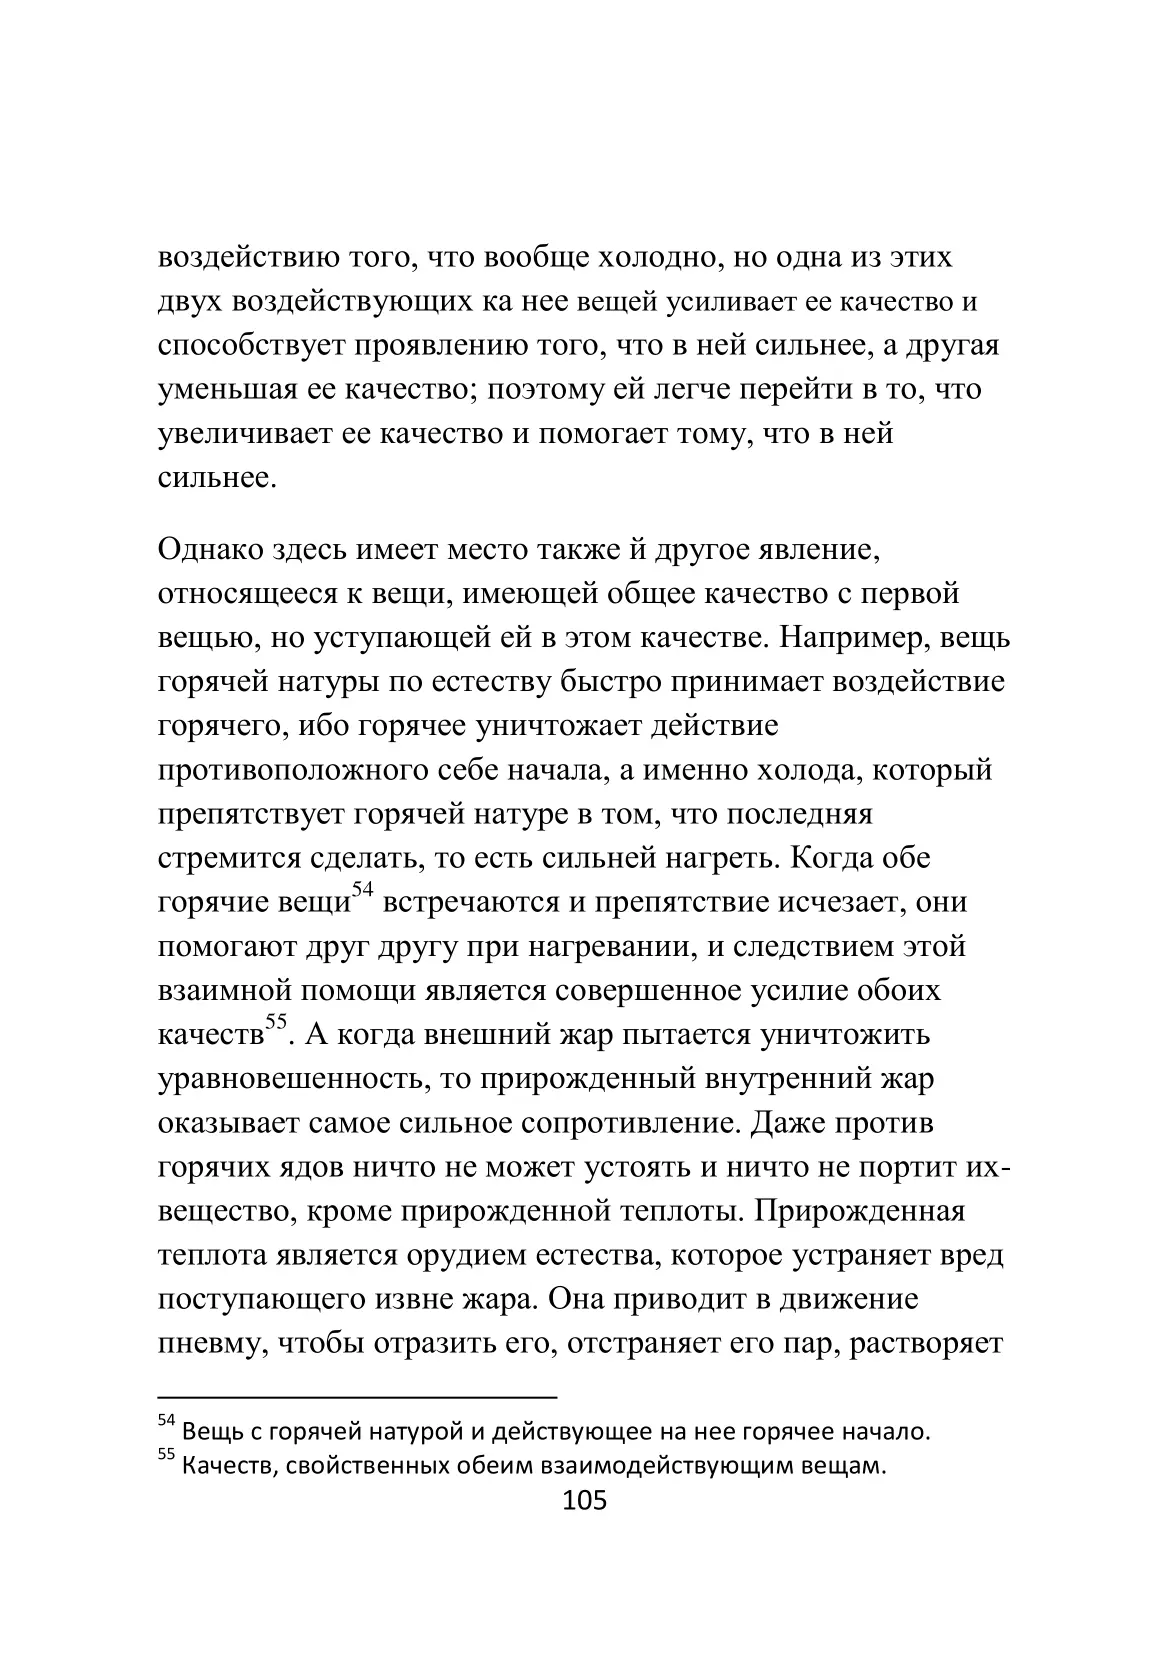 воздействию того, что вообще холодно, но одна из этих
двух воздействующих ка нее вещей усиливает ее качество и
способствует проявлению того, что в ней сильнее, а другая
уменьшая ее качество; поэтому ей легче перейти в то, что
увеличивает ее качество и помогает тому, что в ней
сильнее.
Однако здесь имеет место также й другое явление,
относящееся к вещи, имеющей общее качество с первой
вещью, но уступающей ей в этом качестве. Например, вещь
горячей натуры по естеству быстро принимает воздействие
горячего, ибо горячее уничтожает действие
противоположного себе начала, а именно холода, который
препятствует горячей натуре в том, что последняя
стремится сделать, то есть сильней нагреть. Когда обе
горячие вещи54 встречаются и препятствие исчезает, они
помогают друг другу при нагревании, и следствием этой
взаимной помощи является совершенное усилие обоих
качеств55. А когда внешний жар пытается уничтожить
уравновешенность, то прирожденный внутренний жар
оказывает самое сильное сопротивление. Даже против
горячих ядов ничто не может устоять и ничто не портит их-
вещество, кроме прирожденной теплоты. Прирожденная
теплота является орудием естества, которое устраняет вред
поступающего извне жара. Она приводит в движение
пневму, чтобы отразить его, отстраняет его пар, растворяет
54 Вещь с горячей натурой и действующее на нее горячее начало.
55 Качеств, свойственных обеим взаимодействующим вещам.
105